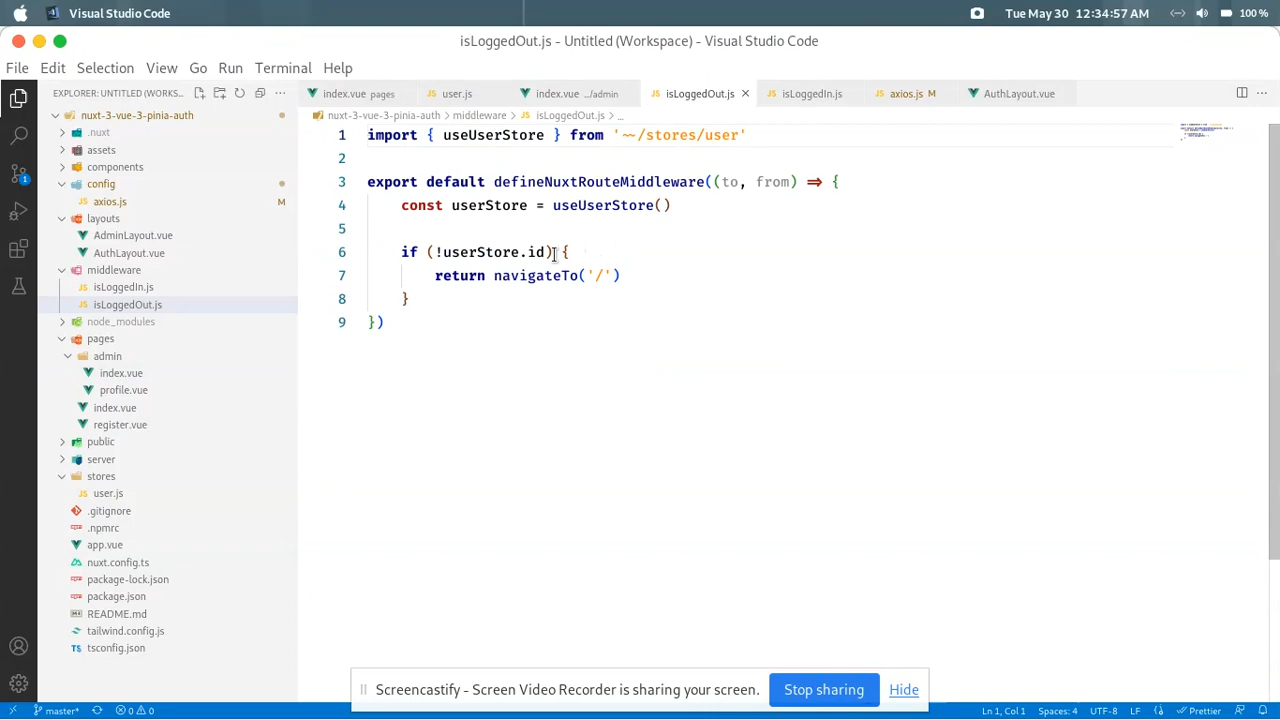 Visual Studio Code
Tue May 30 12:34:57 AM
100 %
isLoggedOut.js - Untitled (Workspace) - Visual Studio Code
File Edit Selection View Go Run Terminal Help
EXPLORER: UNTITLED (WORKS...
index.vue pages
user.js
index.vue .../admin
isLoggedOut.js
isLoggedIn.js
axios.js M
AuthLayout.vue
nuxt-3-vue-3-pinia-auth
.nuxt
assets
components
config
axios.js M
layouts
AdminLayout.vue
AuthLayout.vue
middleware
isLoggedIn.js
isLoggedOut.js
node_modules
pages
admin
index.vue
profile.vue
index.vue
register.vue
public
server
stores
user.js
.gitignore
.npmrc
app.vue
nuxt.config.ts
package-lock.json
package.json
README.md
tailwind.config.js
tsconfig.json
nuxt-3-vue-3-pinia-auth > middleware > isLoggedOut.js > ...
1 import { useUserStore } from '~~/stores/user'
2
3 export default defineNuxtRouteMiddleware((to, from) => {
4 const userStore = useUserStore()
5
6 if (!userStore.id) {
7 return navigateTo('/')
8 }
9 })
Screencastify - Screen Video Recorder is sharing your screen.
Stop sharing
Hide
1
master*
0 0
Ln 1, Col 1
Spaces: 4
UTF-8
LF
JavaScript
Prettier